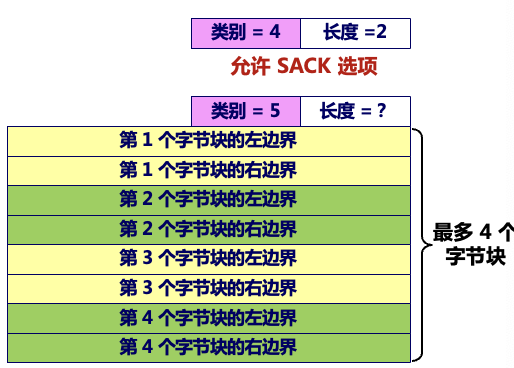 类别 = 4 长度 =2
允许 SACK 选项
类别 = 5 长度 = ?
第 1 个字节块的左边界
第 1 个字节块的右边界
第 2 个字节块的左边界
第 2 个字节块的右边界
第 3 个字节块的左边界
第 3 个字节块的右边界
第 4 个字节块的左边界
第 4 个字节块的右边界
最多 4 个
字节块